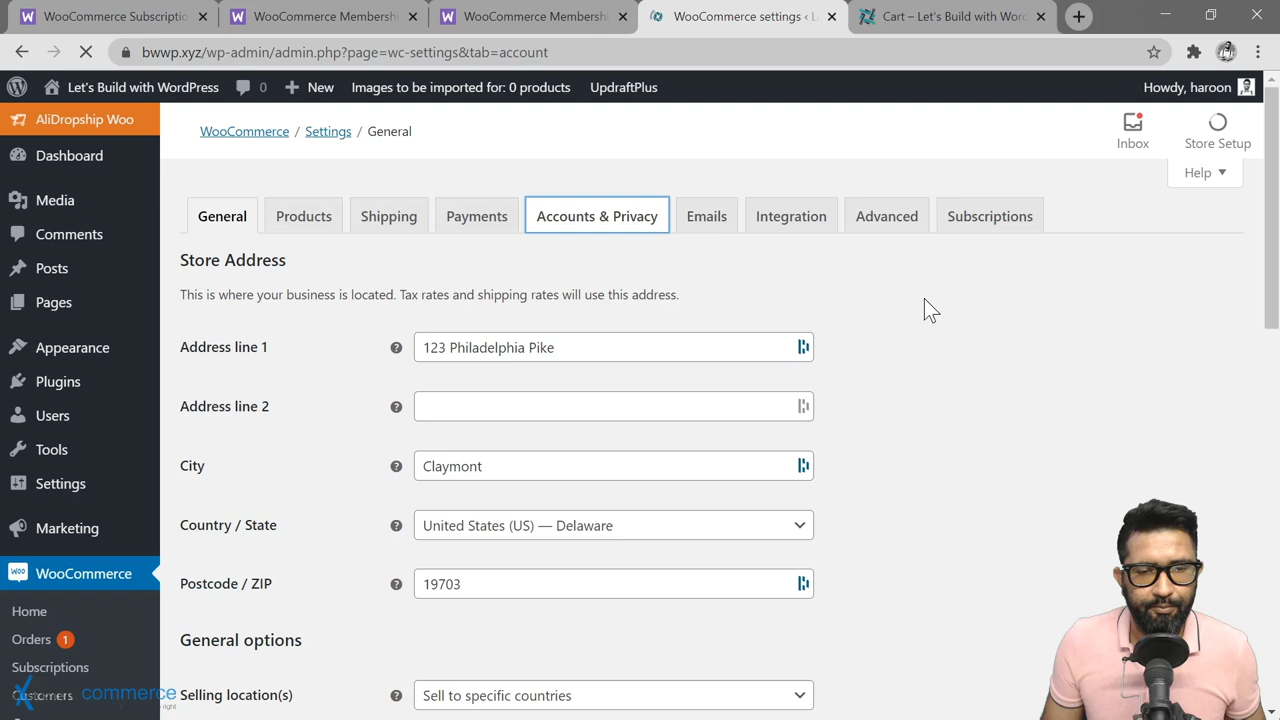 WooCommerce Subscriptio
WooCommerce Membershi
WooCommerce Membershi
WooCommerce settings ‹ L
Cart – Let's Build with Wor
bwwp.xyz/wp-admin/admin.php?page=wc-settings&tab=account
Let's Build with WordPress
0
New
Images to be imported for: 0 products
UpdraftPlus
Howdy, haroon
AliDropship Woo
WooCommerce / Settings / General
Inbox
Store Setup
Help
Dashboard
Media
Comments
Posts
Pages
Appearance
Plugins
Users
Tools
Settings
Marketing
WooCommerce
Home
Orders 1
Subscriptions
Customers
commerce
right
General
Products
Shipping
Payments
Accounts & Privacy
Emails
Integration
Advanced
Subscriptions
Store Address
This is where your business is located. Tax rates and shipping rates will use this address.
Address line 1
123 Philadelphia Pike
Address line 2
City
Claymont
Country / State
United States (US) — Delaware
Postcode / ZIP
19703
General options
Selling location(s)
Sell to specific countries